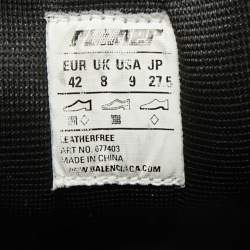 RUNNER
EUR UK USA JP
42 8 9 27.5
LEATHERFREE
ART NO. 677403
MADE IN CHINA
WWW.BALENCIAGA.COM